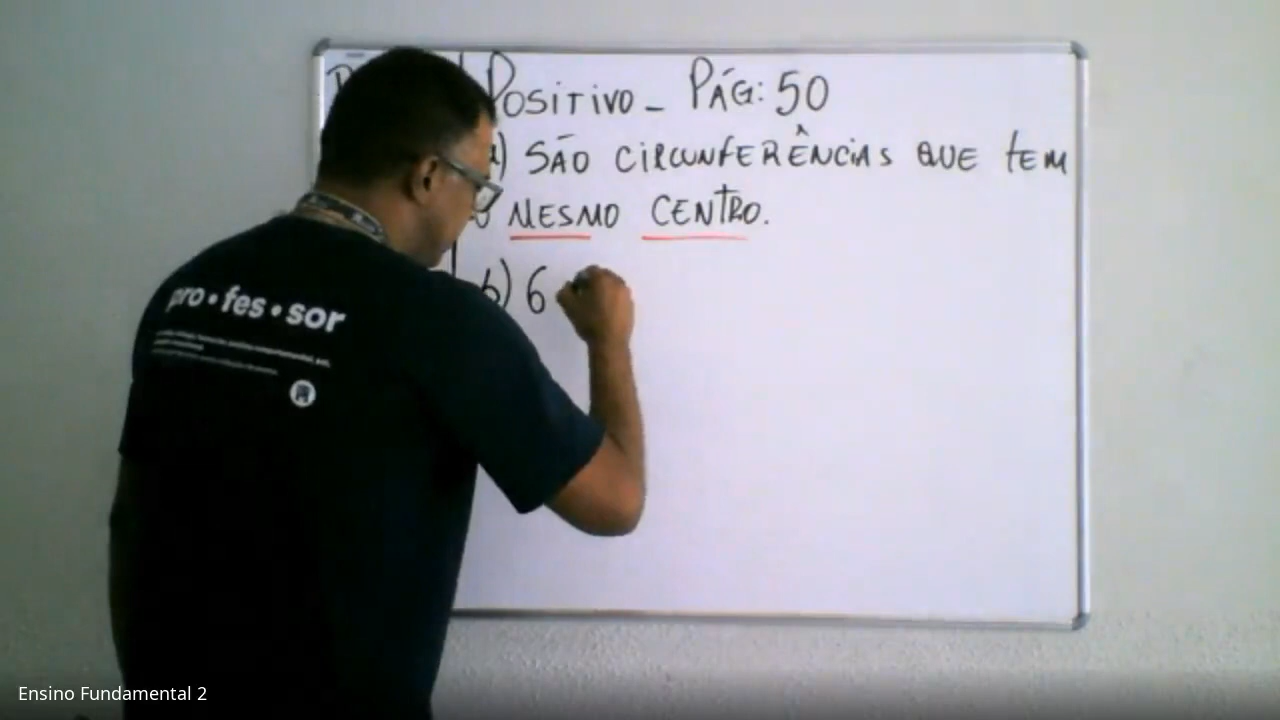 POSITIVO - PÁG: 50
a) SÃO CIRCUNFERÊNCIAS QUE TEM
O MESMO CENTRO.
b) 6
pro•fes•sor
Ensino Fundamental 2